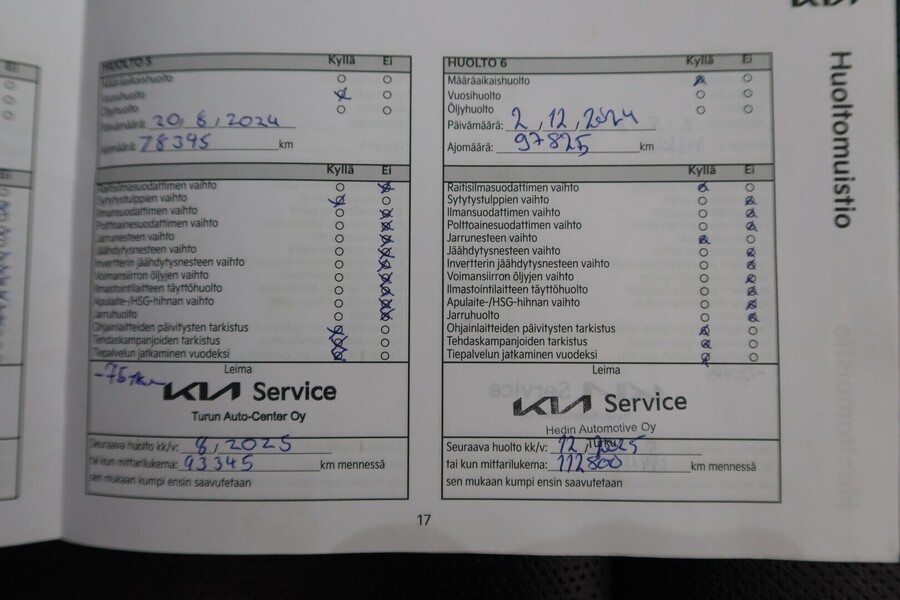 KIA
Huoltomuistio
HUOLTO 5 Kyllä Ei
Määräaikaishuolto
Vuosihuolto
Öljyhuolto
Päivämäärä: 20, 8, 2024
Ajomäärä: 78395 km
Kyllä Ei
Raitisilmasuodattimen vaihto
Sytytystulppien vaihto
Ilmansuodattimen vaihto
Polttoainesuodattimen vaihto
Jarrunesteen vaihto
Jäähdytysnesteen vaihto
Invertterin jäähdytysnesteen vaihto
Voimansiirron öljyjen vaihto
Ilmastointilaitteen täyttöhuolto
Apulaite-/HSG-hihnan vaihto
Jarruhuolto
Ohjainlaitteiden päivitysten tarkistus
Tehdaskampanjoiden tarkistus
Tiepalvelun jatkaminen vuodeksi
Leima
-75tkm
KIA Service
Turun Auto-Center Oy
Seuraava huolto kk/v: 8, 2025
tai kun mittarilukema: 93345 km mennessä
sen mukaan kumpi ensin saavutetaan
HUOLTO 6 Kyllä Ei
Määräaikaishuolto
Vuosihuolto
Öljyhuolto
Päivämäärä: 2, 12, 2024
Ajomäärä: 97825 km
Kyllä Ei
Raitisilmasuodattimen vaihto
Sytytystulppien vaihto
Ilmansuodattimen vaihto
Polttoainesuodattimen vaihto
Jarrunesteen vaihto
Jäähdytysnesteen vaihto
Invertterin jäähdytysnesteen vaihto
Voimansiirron öljyjen vaihto
Ilmastointilaitteen täyttöhuolto
Apulaite-/HSG-hihnan vaihto
Jarruhuolto
Ohjainlaitteiden päivitysten tarkistus
Tehdaskampanjoiden tarkistus
Tiepalvelun jatkaminen vuodeksi
Leima
KIA Service
Hedin Automotive Oy
Turku
Seuraava huolto kk/v: 12, 2025
tai kun mittarilukema: 112800 km mennessä
sen mukaan kumpi ensin saavutetaan
17